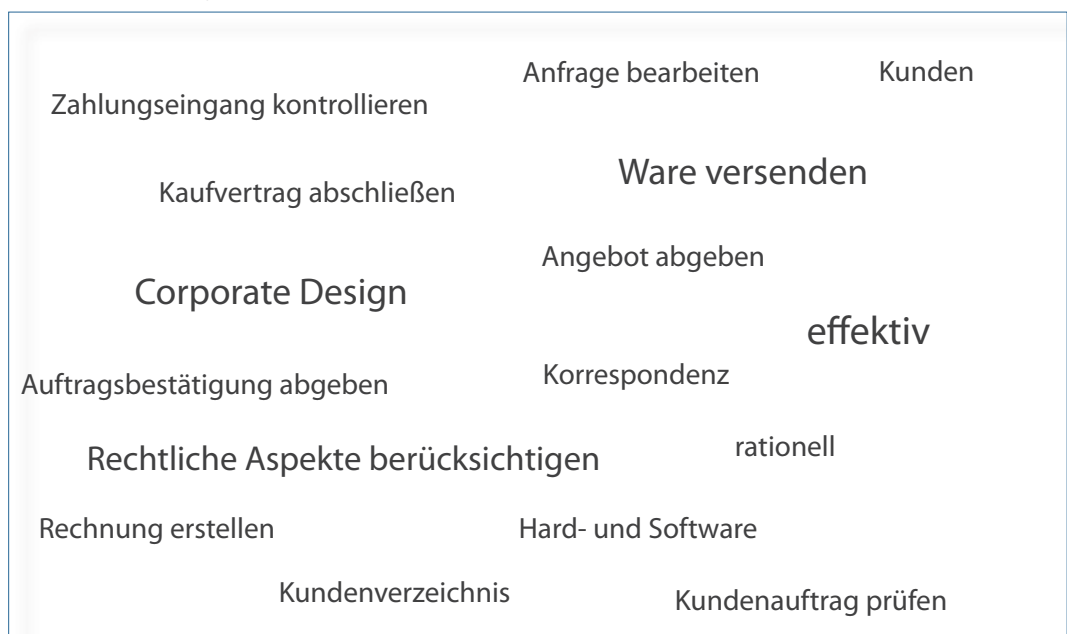 Anfrage bearbeiten
Kunden
Zahlungseingang kontrollieren
Ware versenden
Kaufvertrag abschließen
Angebot abgeben
Corporate Design
effektiv
Auftragsbestätigung abgeben
Korrespondenz
rationell
Rechtliche Aspekte berücksichtigen
Rechnung erstellen
Hard- und Software
Kundenverzeichnis
Kundenauftrag prüfen